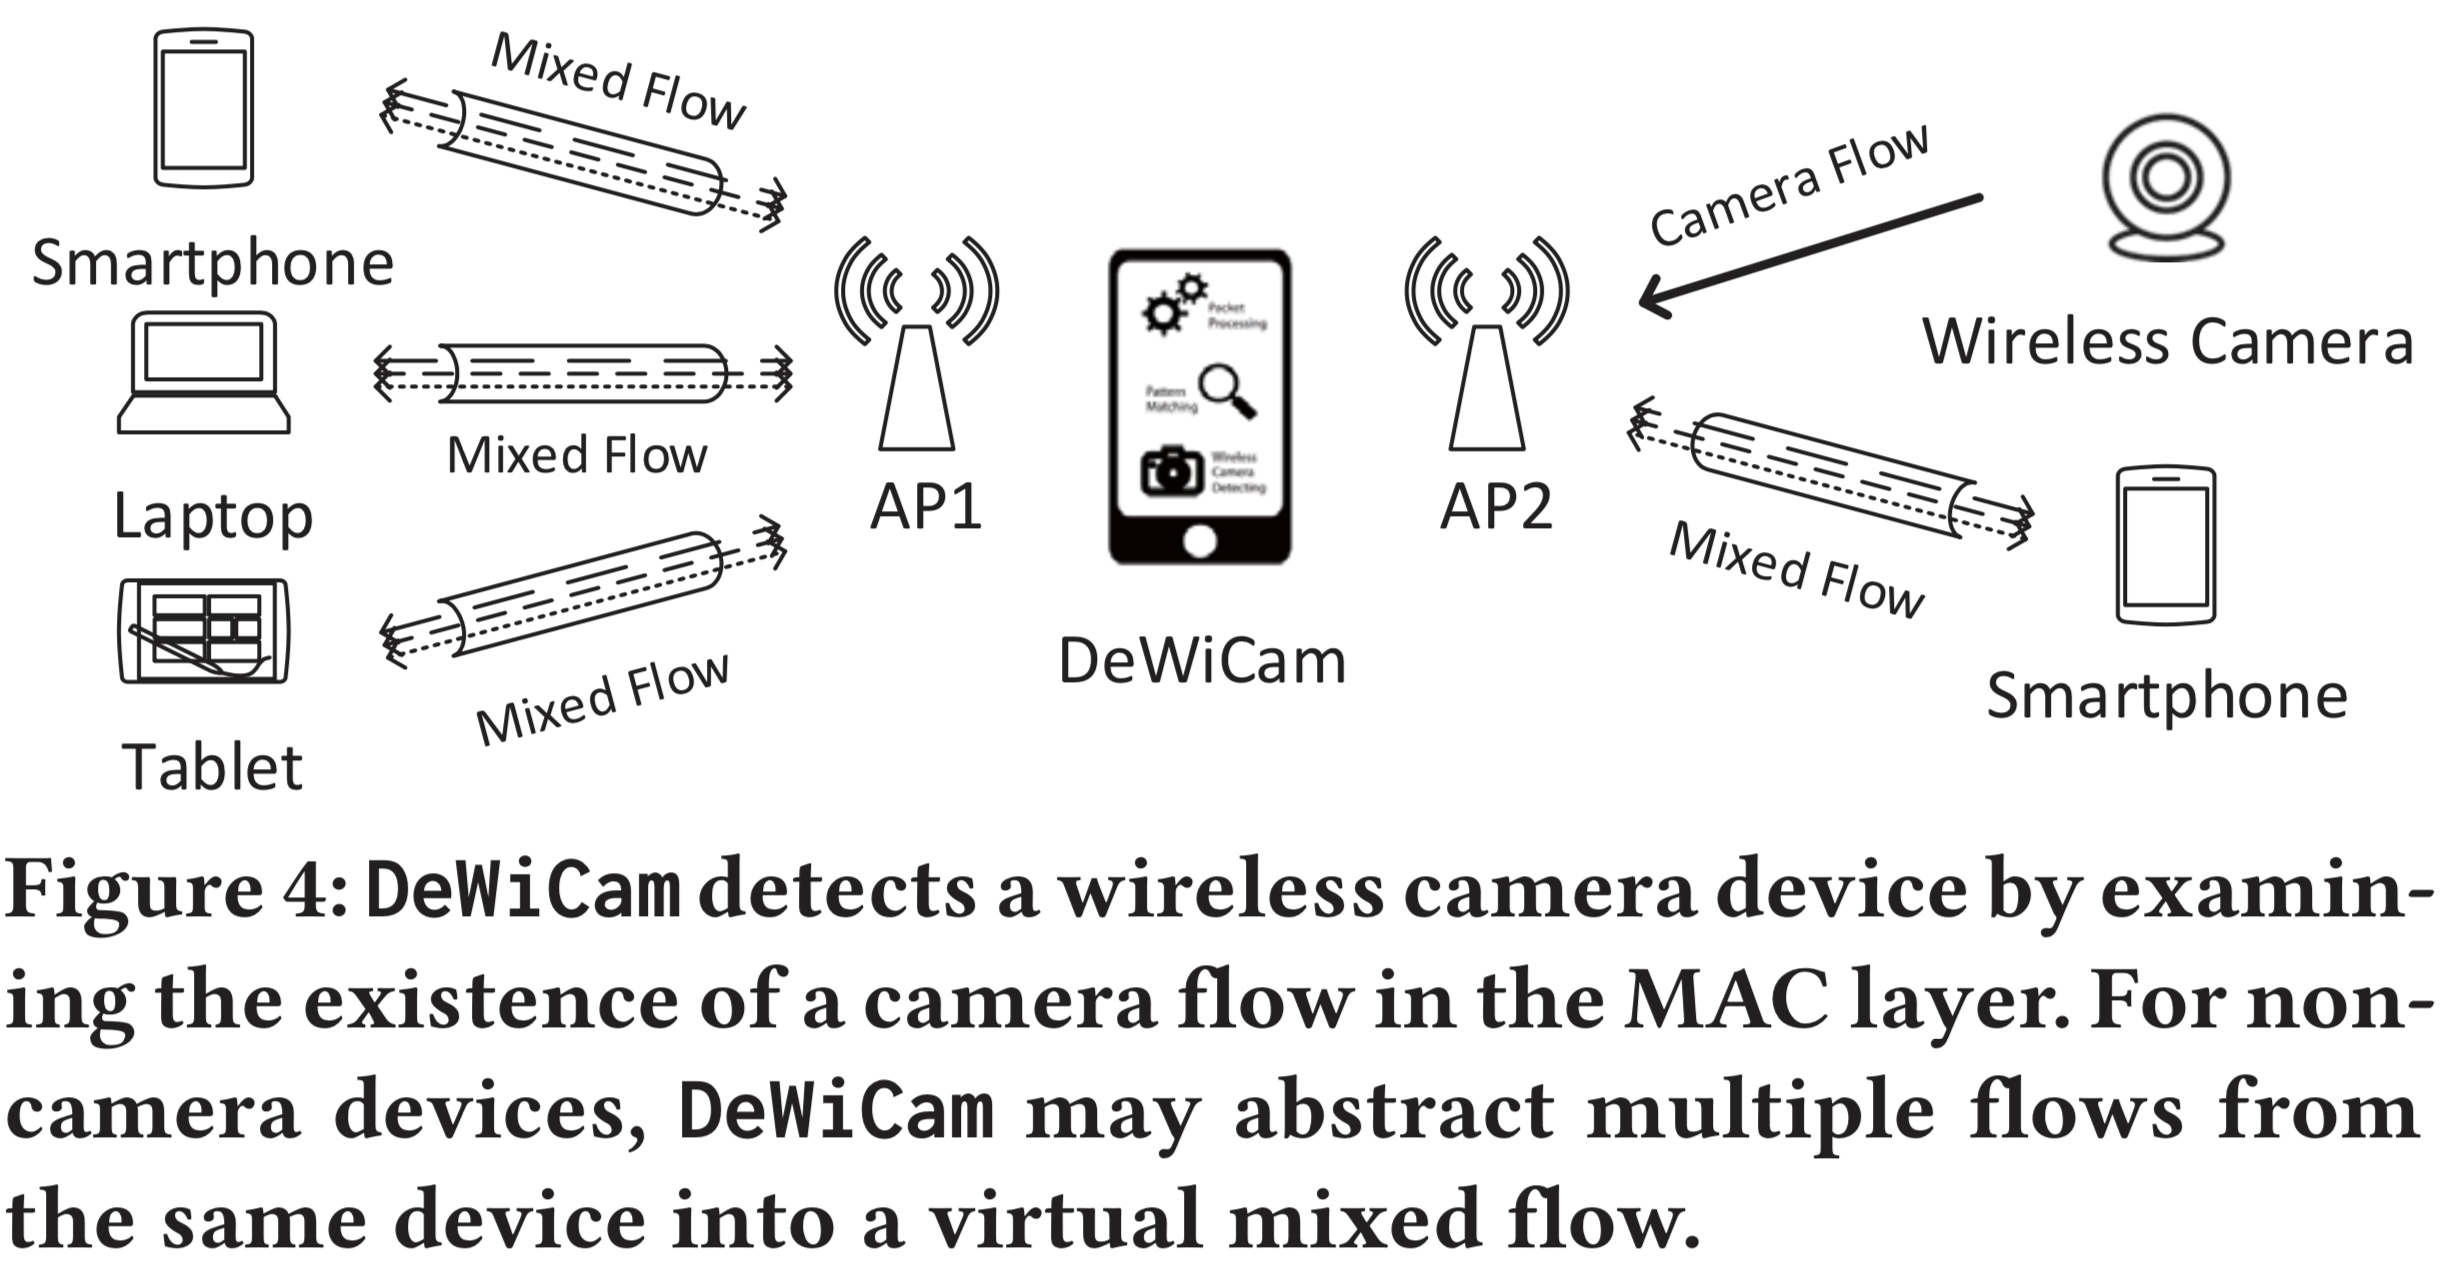 Mixed Flow
Smartphone
Mixed Flow
Laptop
Mixed Flow
Tablet
AP1
Packet
Processing
Pattern
Matching
Wireless
Camera
Detecting
DeWiCam
AP2
Camera Flow
Wireless Camera
Mixed Flow
Smartphone
Figure 4: DeWiCam detects a wireless camera device by examin-
ing the existence of a camera flow in the MAC layer. For non-
camera devices, DeWiCam may abstract multiple flows from
the same device into a virtual mixed flow.